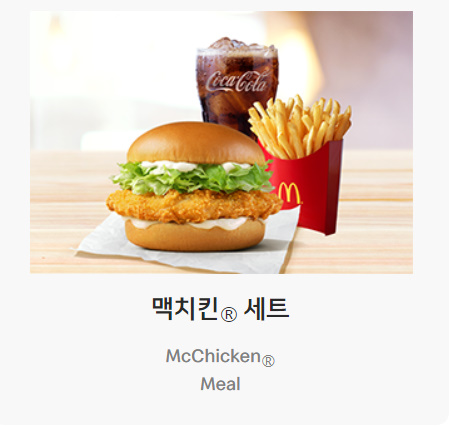 Coca-Cola
맥치킨® 세트
McChicken®
Meal